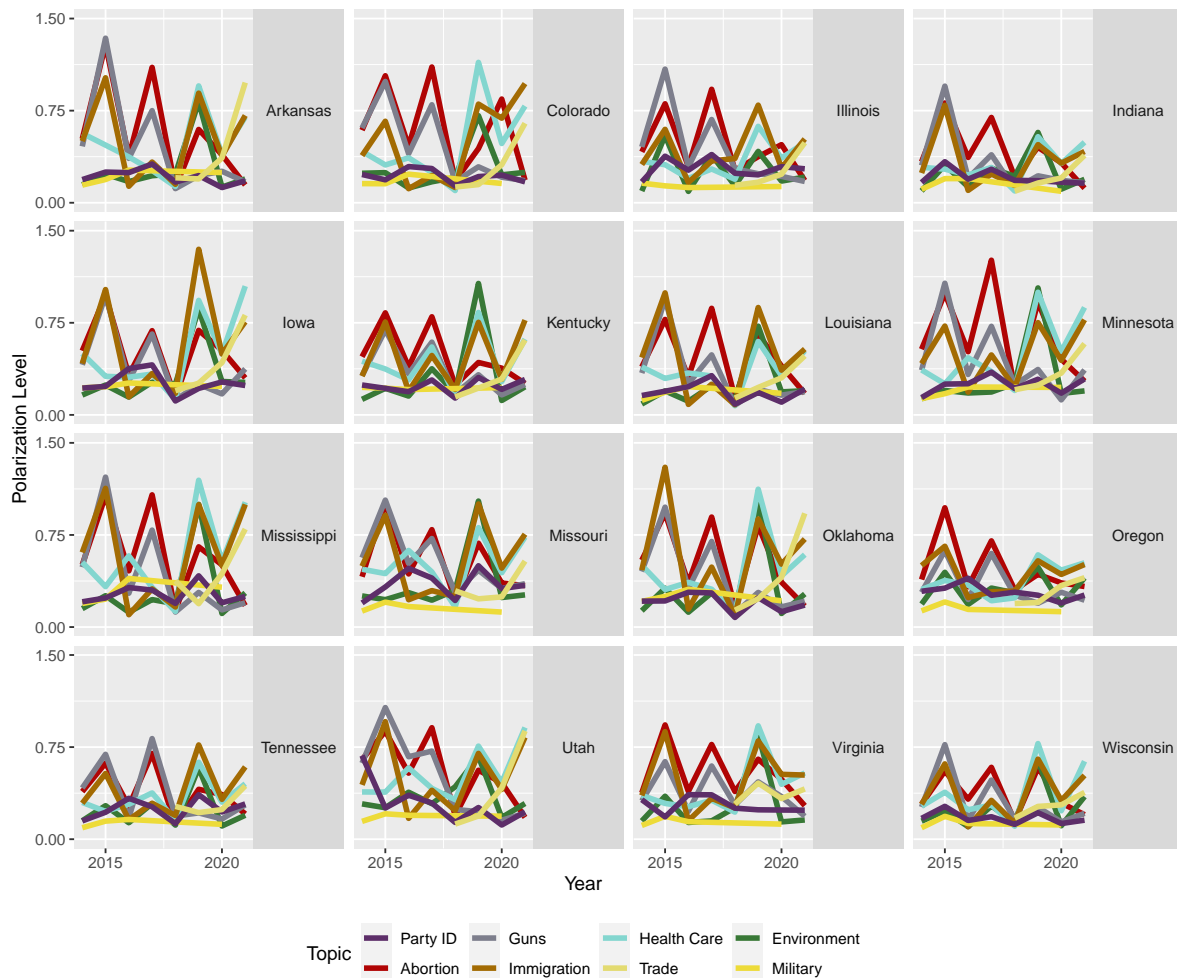 1.50
0.75
0.00
Arkansas
Colorado
Illinois
Indiana
1.50
0.75
0.00
Iowa
Kentucky
Louisiana
Minnesota
Polarization Level
1.50
0.75
0.00
Mississippi
Missouri
Oklahoma
Oregon
1.50
0.75
0.00
Tennessee
Utah
Virginia
Wisconsin
2015 2020 2015 2020 2015 2020 2015 2020
Year
Topic
Party ID Guns Health Care Environment
Abortion Immigration Trade Military